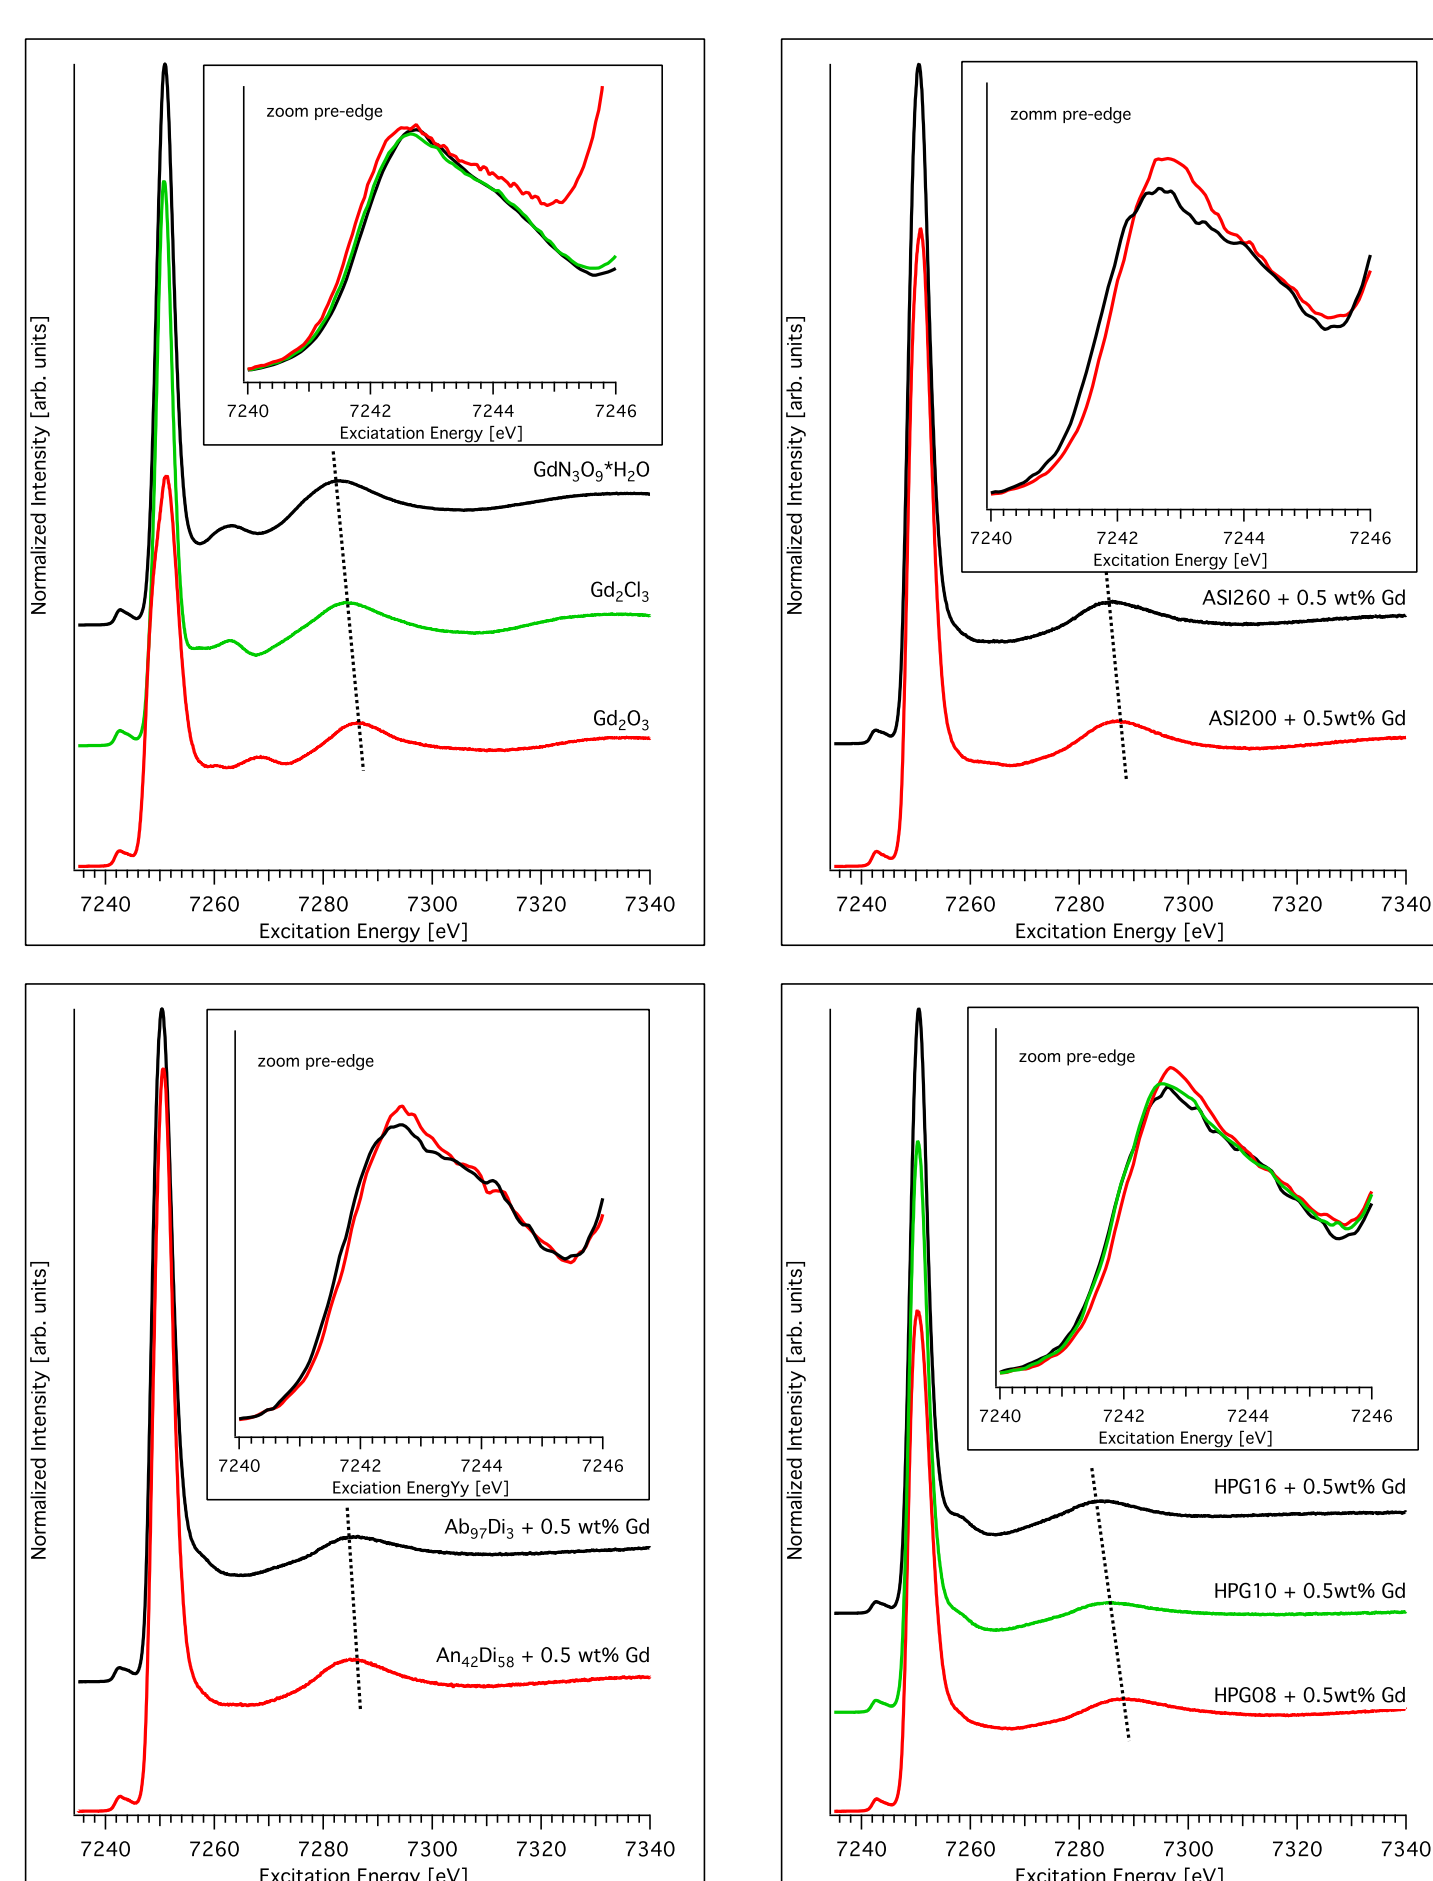 zoom pre-edge
7240 7242 7244 7246
Exciatation Energy [eV]
GdN₃O₉*H₂O
Gd₂Cl₃
Gd₂O₃
Normalized Intensity [arb. units]
7240 7260 7280 7300 7320 7340
Excitation Energy [eV]
zomm pre-edge
7240 7242 7244 7246
Excitation Energy [eV]
ASI260 + 0.5 wt% Gd
ASI200 + 0.5wt% Gd
Normalized Intensity [arb. units]
7240 7260 7280 7300 7320 7340
Excitation Energy [eV]
zoom pre-edge
7240 7242 7244 7246
Exciation EnergYy [eV]
Ab₉₇Di₃ + 0.5 wt% Gd
An₄₂Di₅₈ + 0.5 wt% Gd
Normalized Intensity [arb. units]
7240 7260 7280 7300 7320 7340
Excitation Energy [eV]
zoom pre-edge
7240 7242 7244 7246
Excitation Energy [eV]
HPG16 + 0.5wt% Gd
HPG10 + 0.5wt% Gd
HPG08 + 0.5wt% Gd
Normalized Intensity [arb. units]
7240 7260 7280 7300 7320 7340
Excitation Energy [eV]